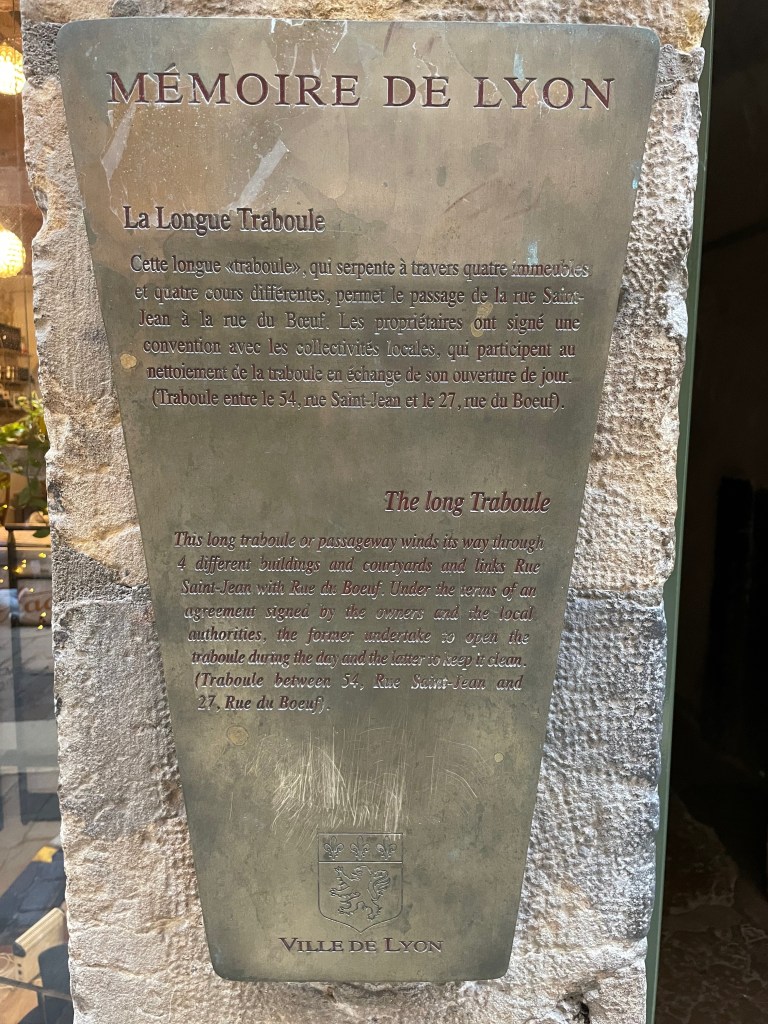 MÉMOIRE DE LYON
La Longue Traboule
Cette longue «traboule», qui serpente à travers quatre immeubles
et quatre cours différentes, permet le passage de la rue Saint-
Jean à la rue du Bœuf. Les propriétaires ont signé une
convention avec les collectivités locales, qui participent au
nettoiement de la traboule en échange de son ouverture de jour.
(Traboule entre le 54, rue Saint-Jean et le 27, rue du Boeuf).
The long Traboule
This long traboule or passageway winds its way through
4 different buildings and courtyards and links Rue
Saint-Jean with Rue du Boeuf. Under the terms of an
agreement signed by the owners and the local
authorities, the former undertake to open the
traboule during the day and the latter to keep it clean.
(Traboule between 54, Rue Saint-Jean and
27, Rue du Boeuf).
VILLE DE LYON